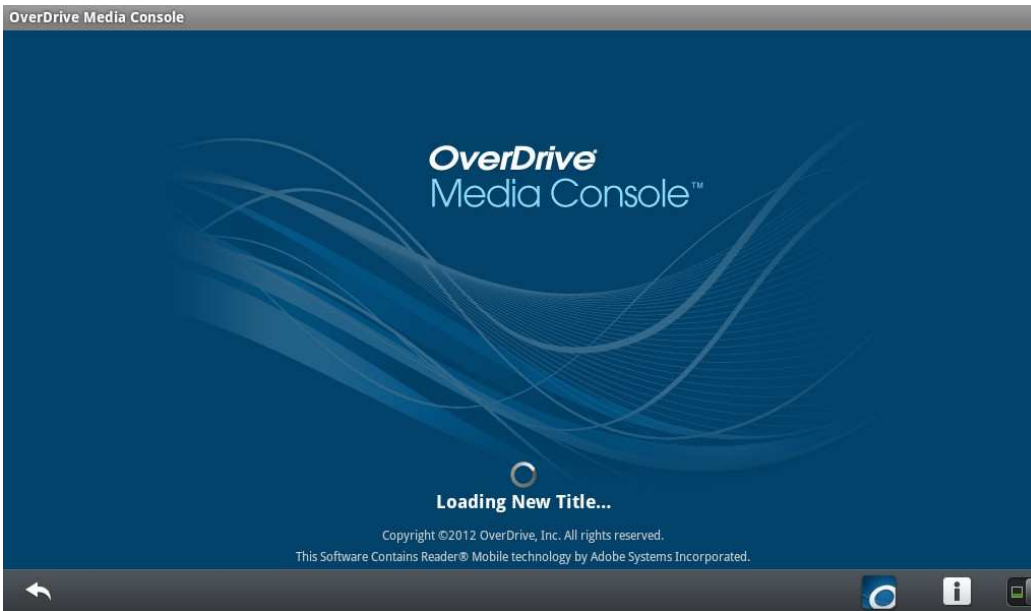 OverDrive Media Console
OverDrive®
Media Console™
Loading New Title...
Copyright ©2012 OverDrive, Inc. All rights reserved.
This Software Contains Reader® Mobile technology by Adobe Systems Incorporated.
i